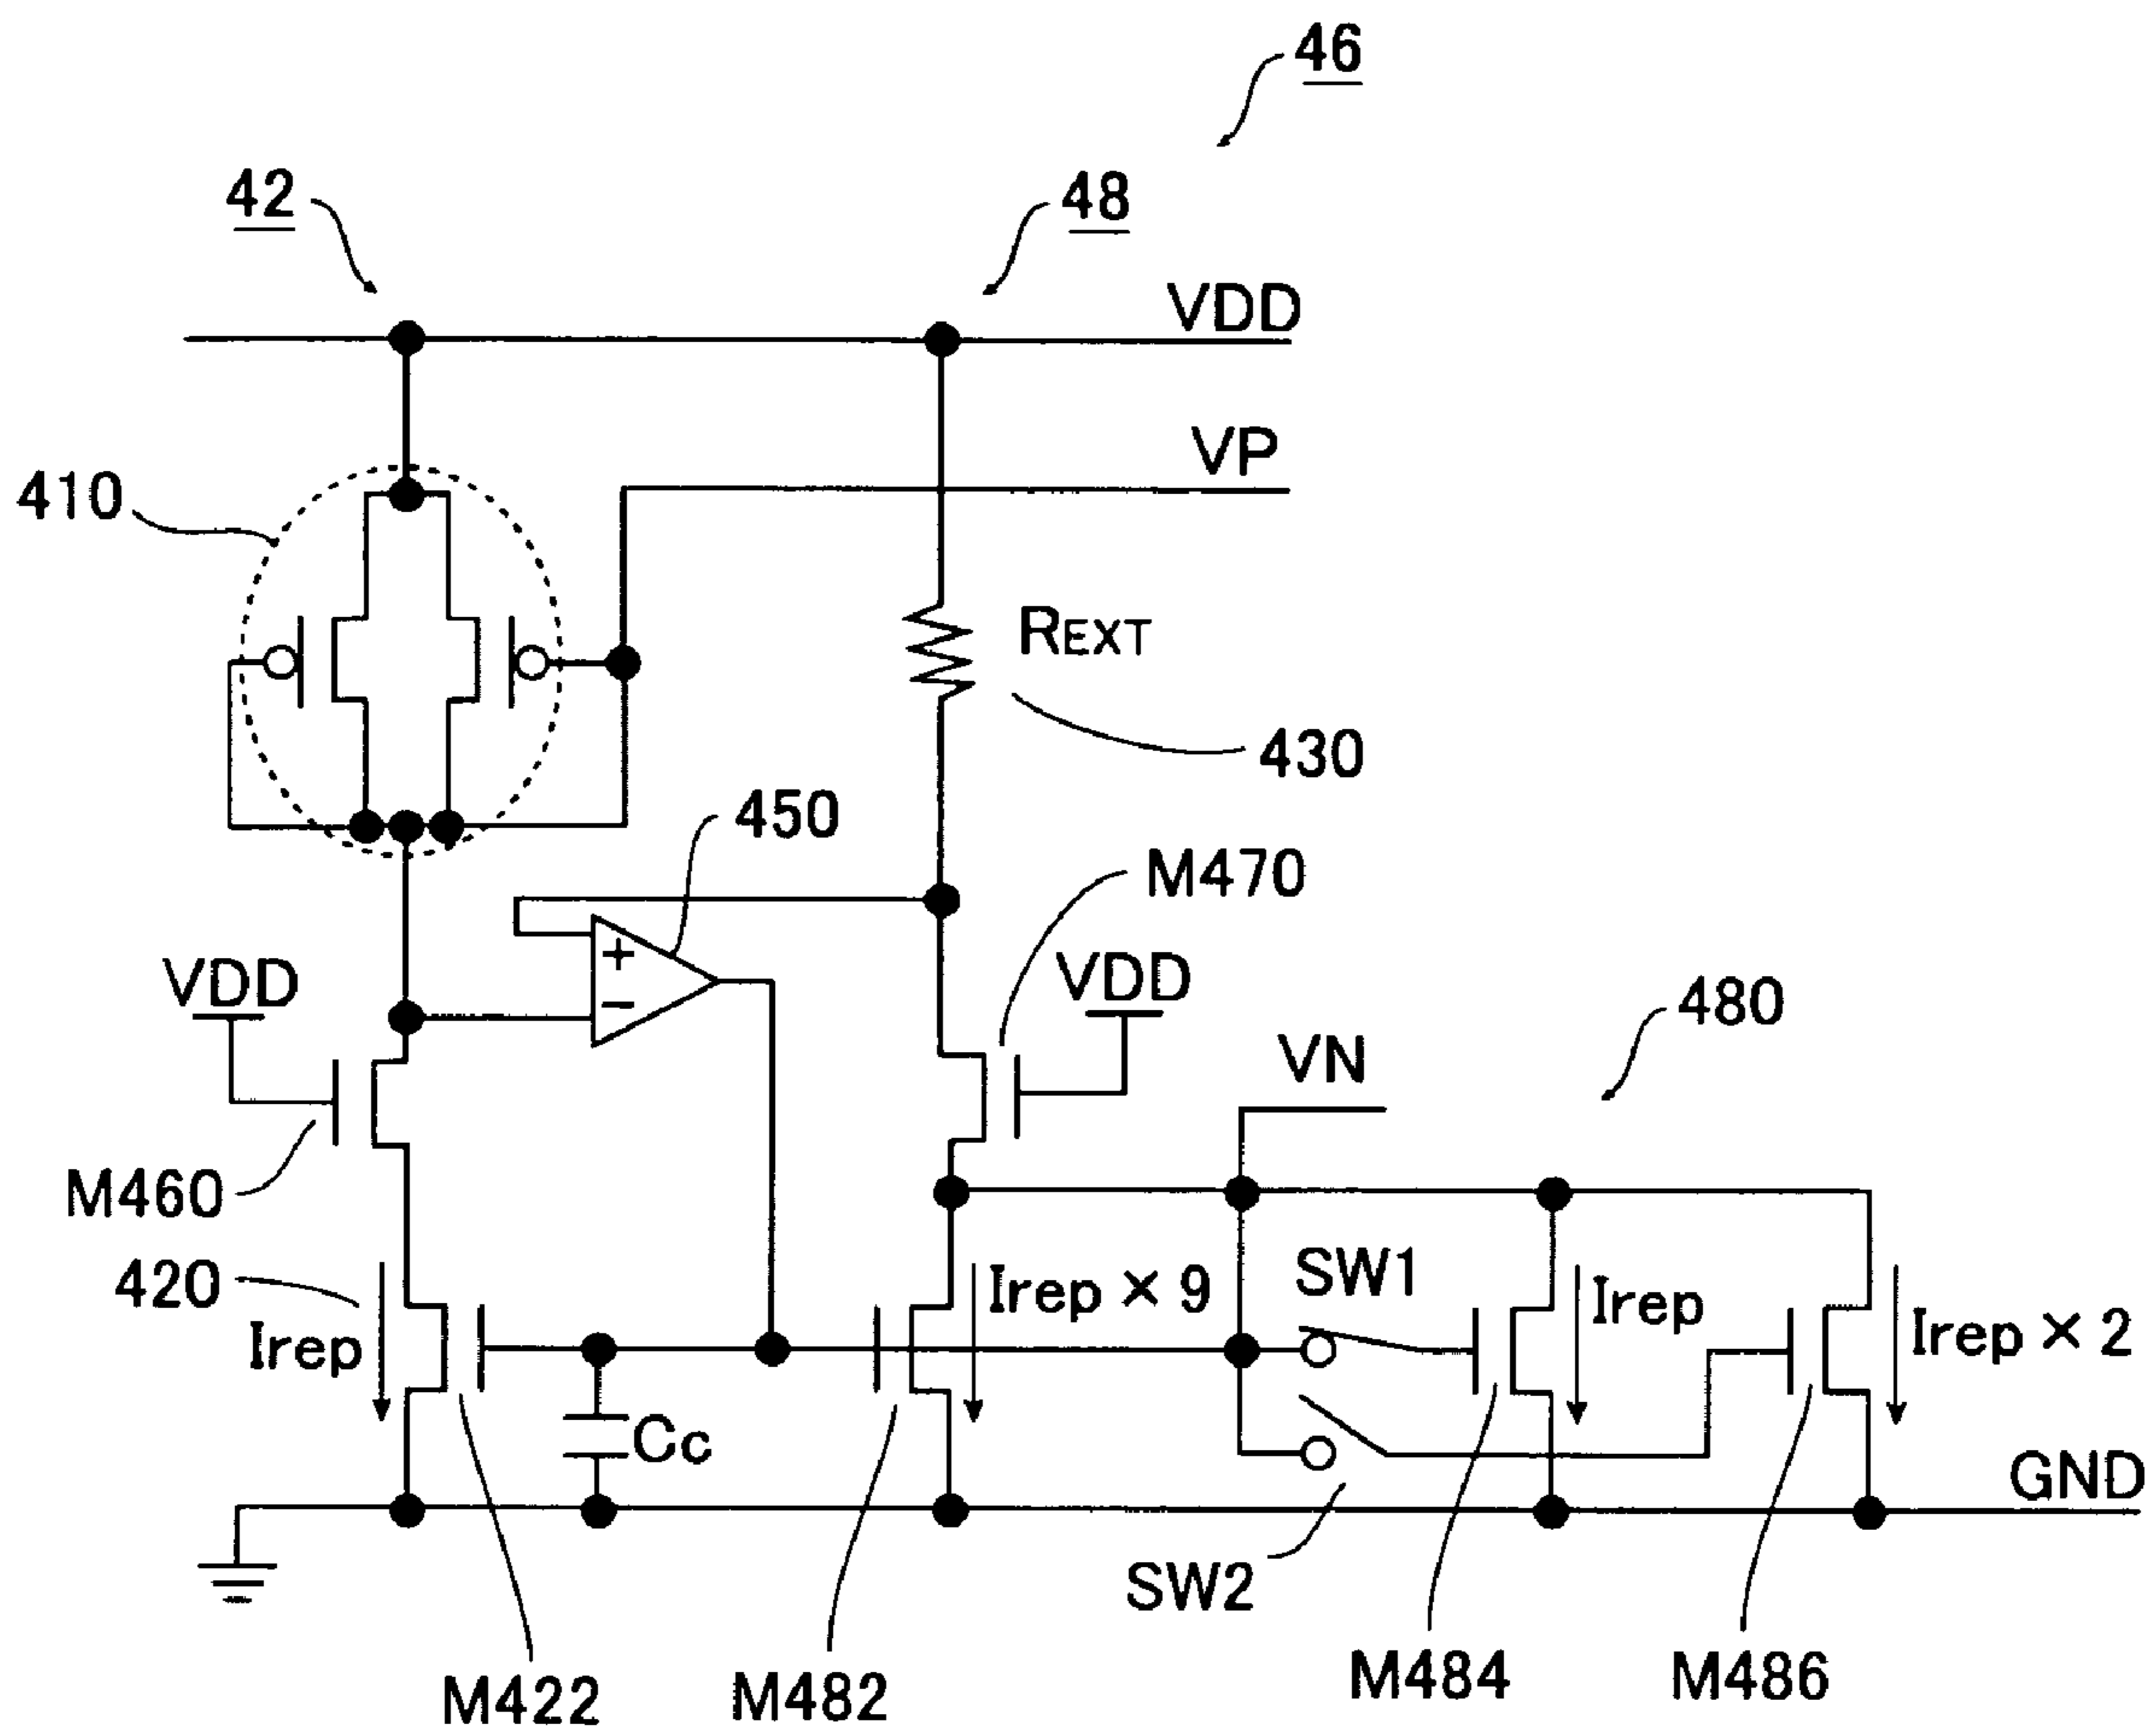 46
42
48
VDD
VP
410
REXT
430
450
M470
VDD
VDD
480
+
−
VN
M460
420
Irep
Irep × 9
SW1
Irep
Irep × 2
Cc
GND
SW2
M422
M482
M484
M486